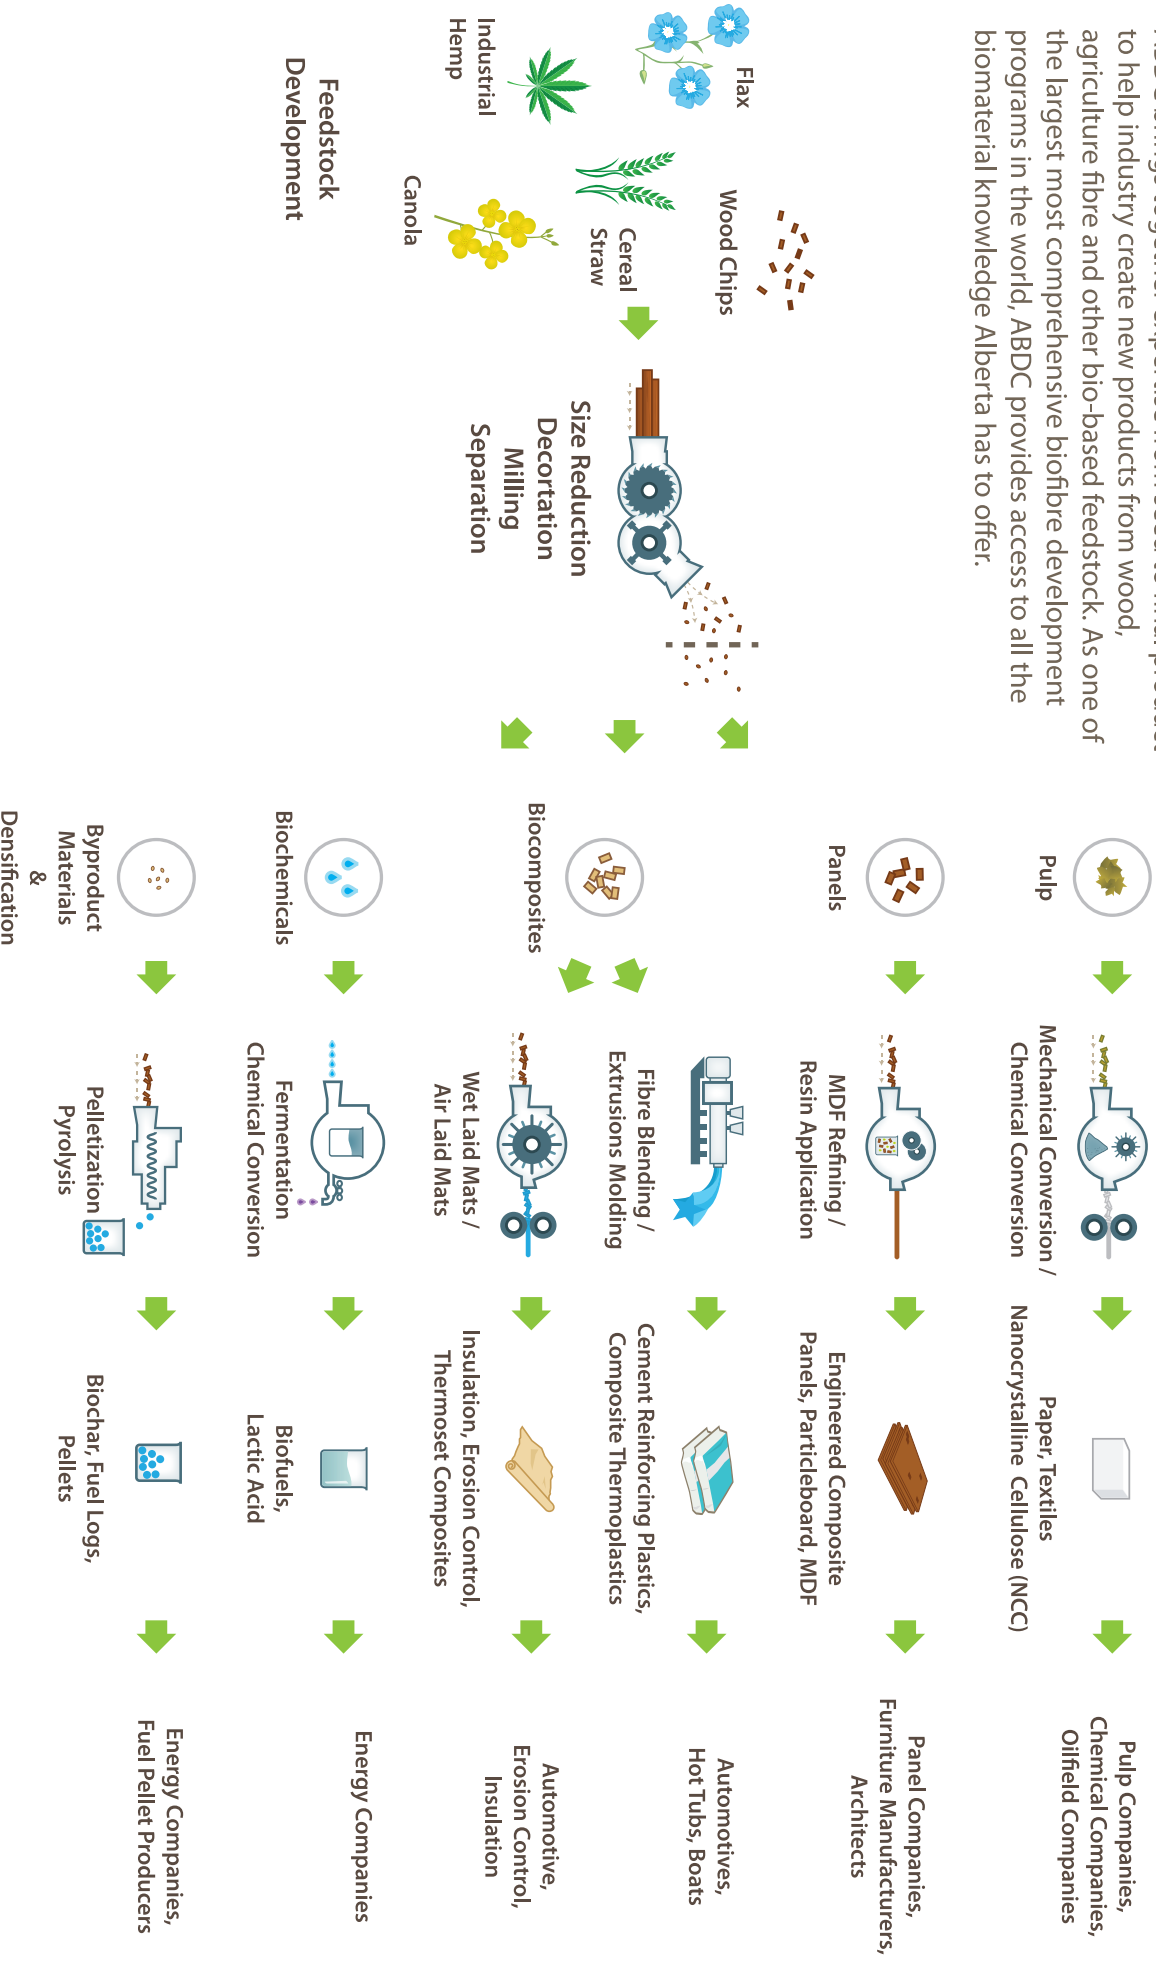 to help industry create new products from wood,
agriculture fibre and other bio-based feedstock. As one of
the largest most comprehensive biofibre development
programs in the world, ABDC provides access to all the
biomaterial knowledge Alberta has to offer.
Flax
Industrial
Hemp
Wood Chips
Cereal
Straw
Canola
Feedstock
Development
Size Reduction
Decortation
Milling
Separation
Pulp
Mechanical Conversion /
Chemical Conversion
Paper, Textiles
Nanocrystalline Cellulose (NCC)
Pulp Companies,
Chemical Companies,
Oilfield Companies
Panels
MDF Refining /
Resin Application
Engineered Composite
Panels, Particleboard, MDF
Panel Companies,
Furniture Manufacturers,
Architects
Biocomposites
Fibre Blending /
Extrusions Molding
Cement Reinforcing Plastics,
Composite Thermoplastics
Automotives,
Hot Tubs, Boats
Wet Laid Mats /
Air Laid Mats
Insulation, Erosion Control,
Thermoset Composites
Automotive,
Erosion Control,
Insulation
Biochemicals
Fermentation
Chemical Conversion
Biofuels,
Lactic Acid
Energy Companies
Byproduct
Materials
&
Densification
Pelletization
Pyrolysis
Biochar, Fuel Logs,
Pellets
Energy Companies,
Fuel Pellet Producers